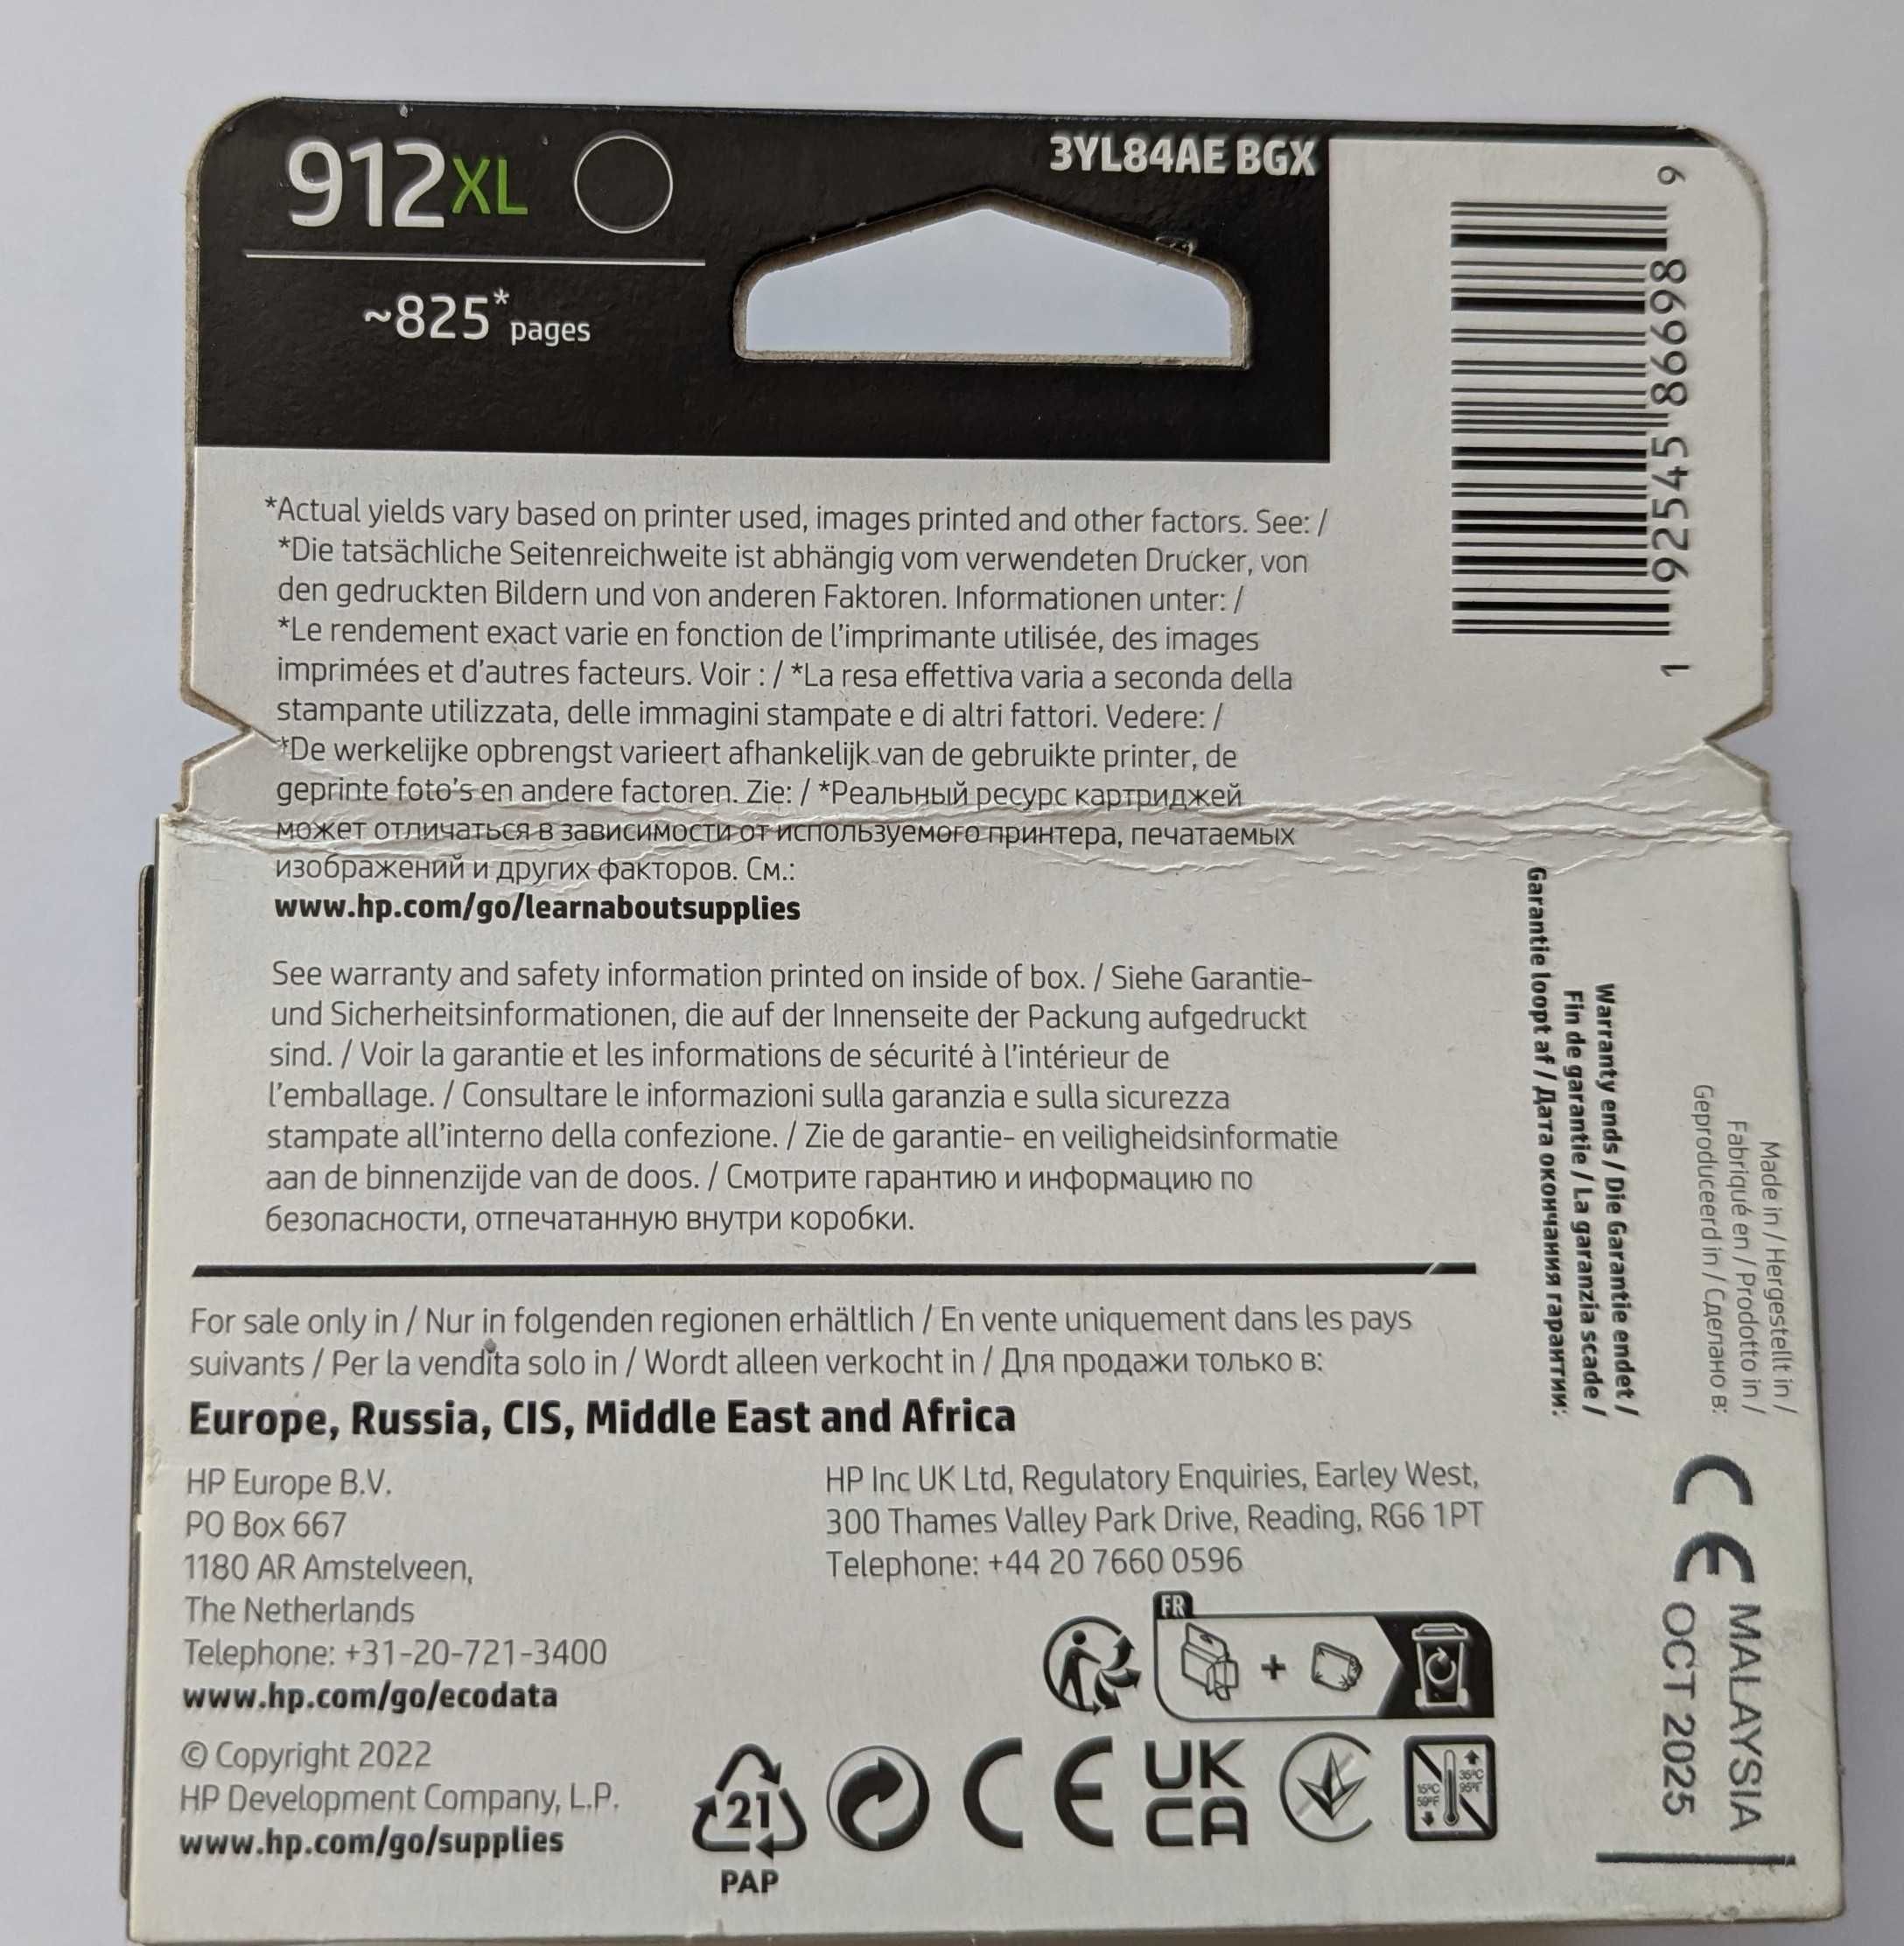 912XL
3YL84AE BGX
~825* pages
1 92545 86698 9
*Actual yields vary based on printer used, images printed and other factors. See: /
*Die tatsächliche Seitenreichweite ist abhängig vom verwendeten Drucker, von
den gedruckten Bildern und von anderen Faktoren. Informationen unter: /
*Le rendement exact varie en fonction de l'imprimante utilisée, des images
imprimées et d'autres facteurs. Voir : / *La resa effettiva varia a seconda della
stampante utilizzata, delle immagini stampate e di altri fattori. Vedere: /
*De werkelijke opbrengst varieert afhankelijk van de gebruikte printer, de
geprinte foto's en andere factoren. Zie: / *Реальный ресурс картриджей
может отличаться в зависимости от используемого принтера, печатаемых
изображений и других факторов. См.:
www.hp.com/go/learnaboutsupplies
See warranty and safety information printed on inside of box. / Siehe Garantie-
und Sicherheitsinformationen, die auf der Innenseite der Packung aufgedruckt
sind. / Voir la garantie et les informations de sécurité à l'intérieur de
l'emballage. / Consultare le informazioni sulla garanzia e sulla sicurezza
stampate all'interno della confezione. / Zie de garantie- en veiligheidsinformatie
aan de binnenzijde van de doos. / Смотрите гарантию и информацию по
безопасности, отпечатанную внутри коробки.
For sale only in / Nur in folgenden regionen erhältlich / En vente uniquement dans les pays
suivants / Per la vendita solo in / Wordt alleen verkocht in / Для продажи только в:
Europe, Russia, CIS, Middle East and Africa
HP Europe B.V.
PO Box 667
1180 AR Amstelveen,
The Netherlands
Telephone: +31-20-721-3400
www.hp.com/go/ecodata
© Copyright 2022
HP Development Company, L.P.
www.hp.com/go/supplies
HP Inc UK Ltd, Regulatory Enquiries, Earley West,
300 Thames Valley Park Drive, Reading, RG6 1PT
Telephone: +44 20 7660 0596
FR
21
PAP
CE
UK
CA
15°C
59°F
35°C
95°F
Made in / Hergestellt in /
Fabriqué en / Prodotto in /
Geproduceerd in / Сделано в:
MALAYSIA
Warranty ends / Die Garantie endet /
Fin de garantie / La garanzia scade /
Garantie loopt af / Дата окончания гарантии:
CE
OCT 2025